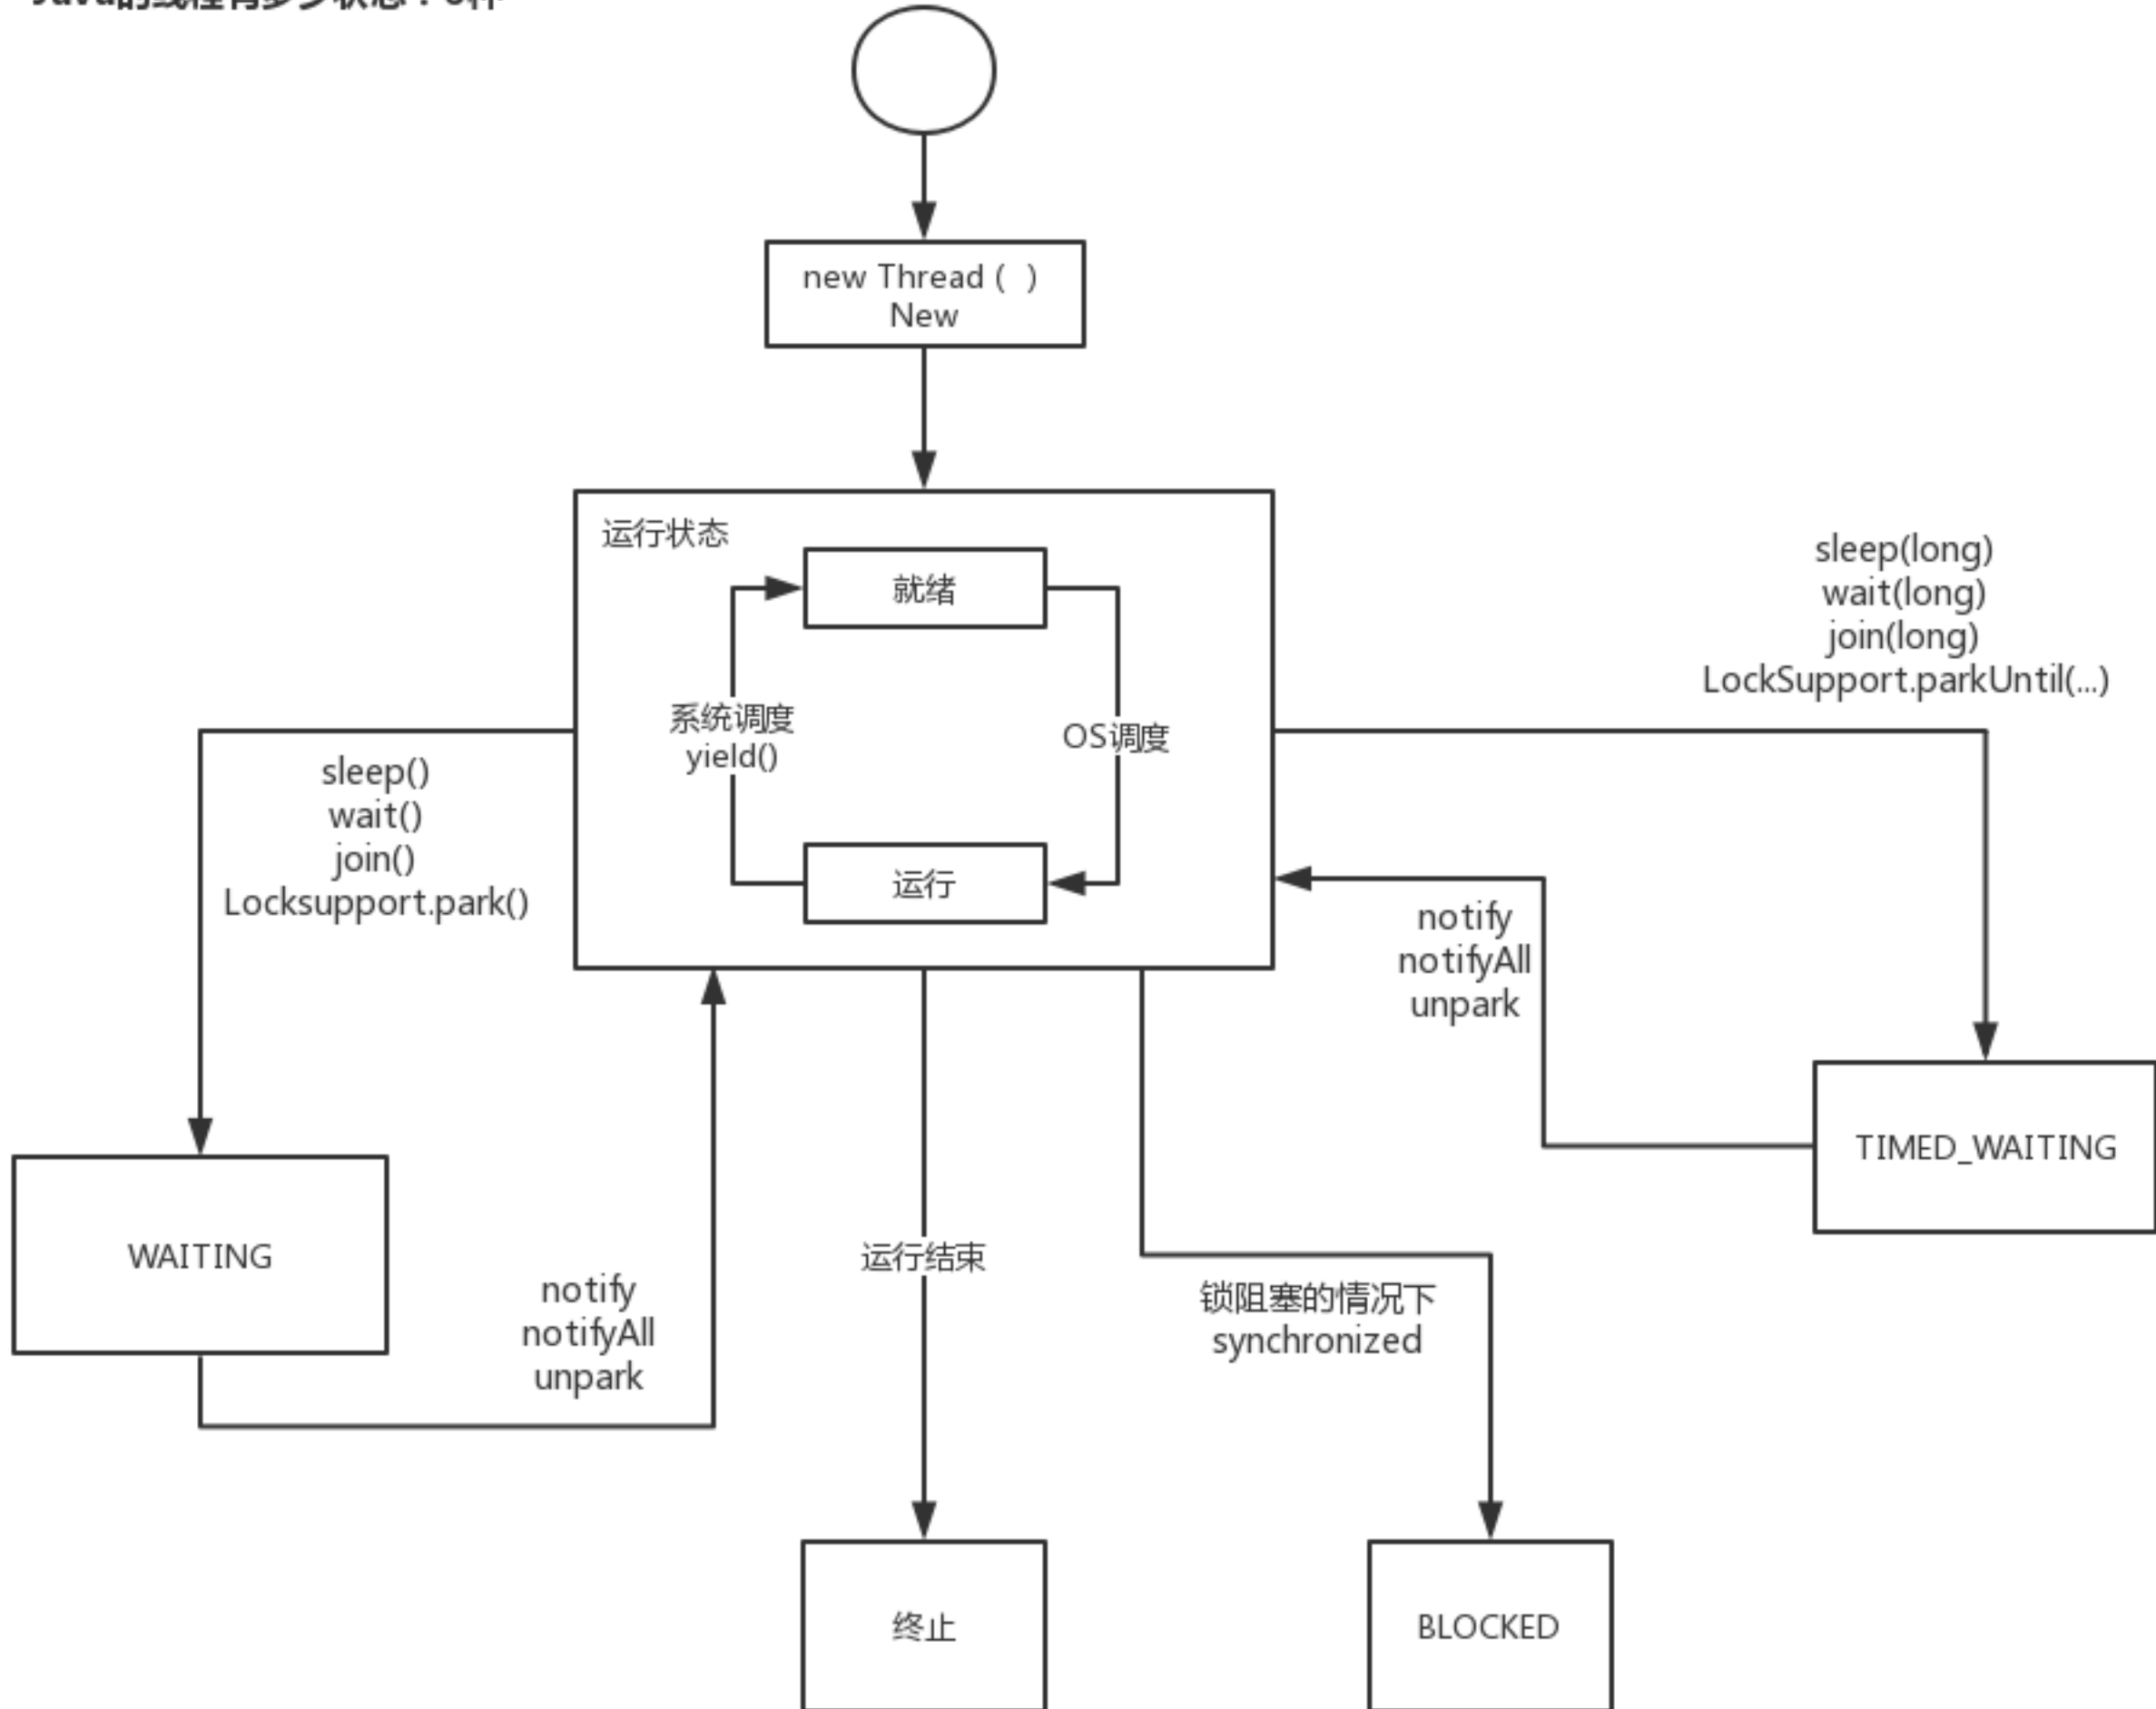 new Thread (  )
New
运行状态
就绪
系统调度
yield()
OS调度
运行
sleep()
wait()
join()
Locksupport.park()
sleep(long)
wait(long)
join(long)
LockSupport.parkUntil(...)
notify
notifyAll
unpark
TIMED_WAITING
WAITING
notify
notifyAll
unpark
运行结束
锁阻塞的情况下
synchronized
终止
BLOCKED